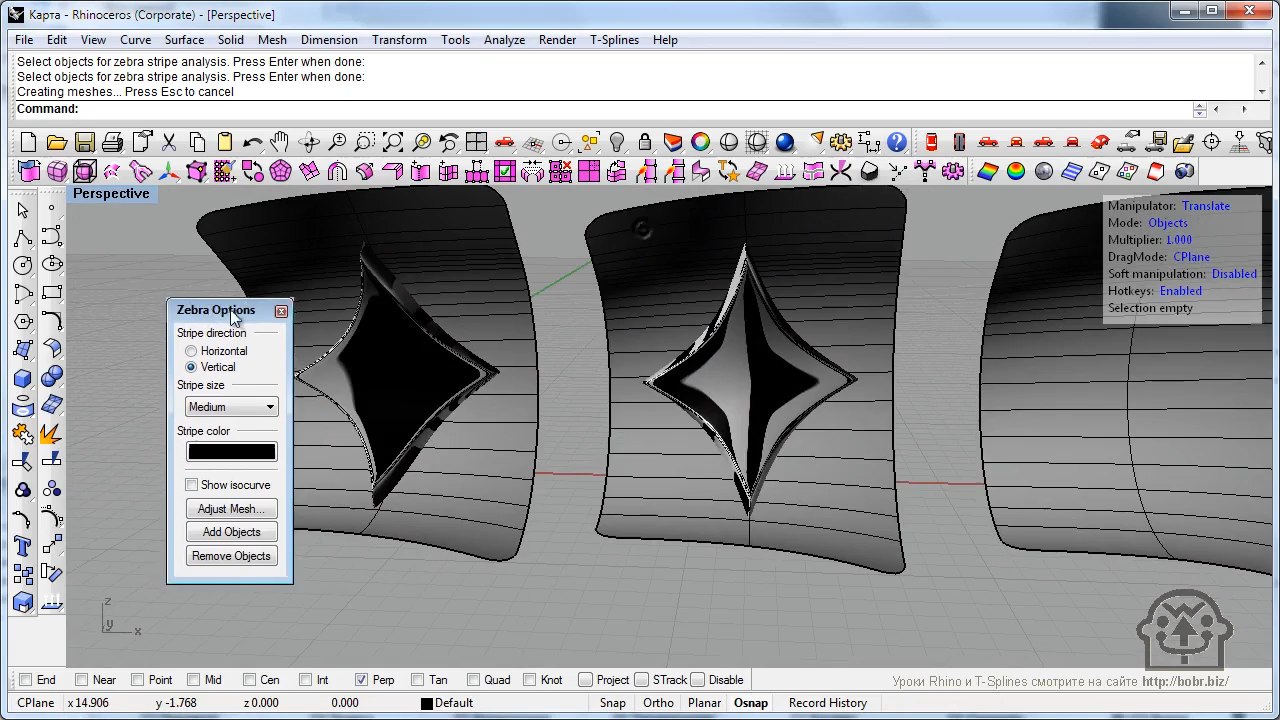 Карта - Rhinoceros (Corporate) - [Perspective]
File Edit View Curve Surface Solid Mesh Dimension Transform Tools Analyze Render T-Splines Help
Select objects for zebra stripe analysis. Press Enter when done:
Select objects for zebra stripe analysis. Press Enter when done:
Creating meshes... Press Esc to cancel
Command:
Perspective
Manipulator: Translate
Mode: Objects
Multiplier: 1.000
DragMode: CPlane
Soft manipulation: Disabled
Hotkeys: Enabled
Selection empty
Zebra Options
Stripe direction
Horizontal
Vertical
Stripe size
Medium
Stripe color
Show isocurve
Adjust Mesh...
Add Objects
Remove Objects
z
y x
End Near Point Mid Cen Int Perp Tan Quad Knot Project STrack Disable
Уроки Rhino и T-Splines смотрите на сайте http://bobr.biz/
CPlane x 14.906 y -1.768 z 0.000 0.000 Default Snap Ortho Planar Osnap Record History